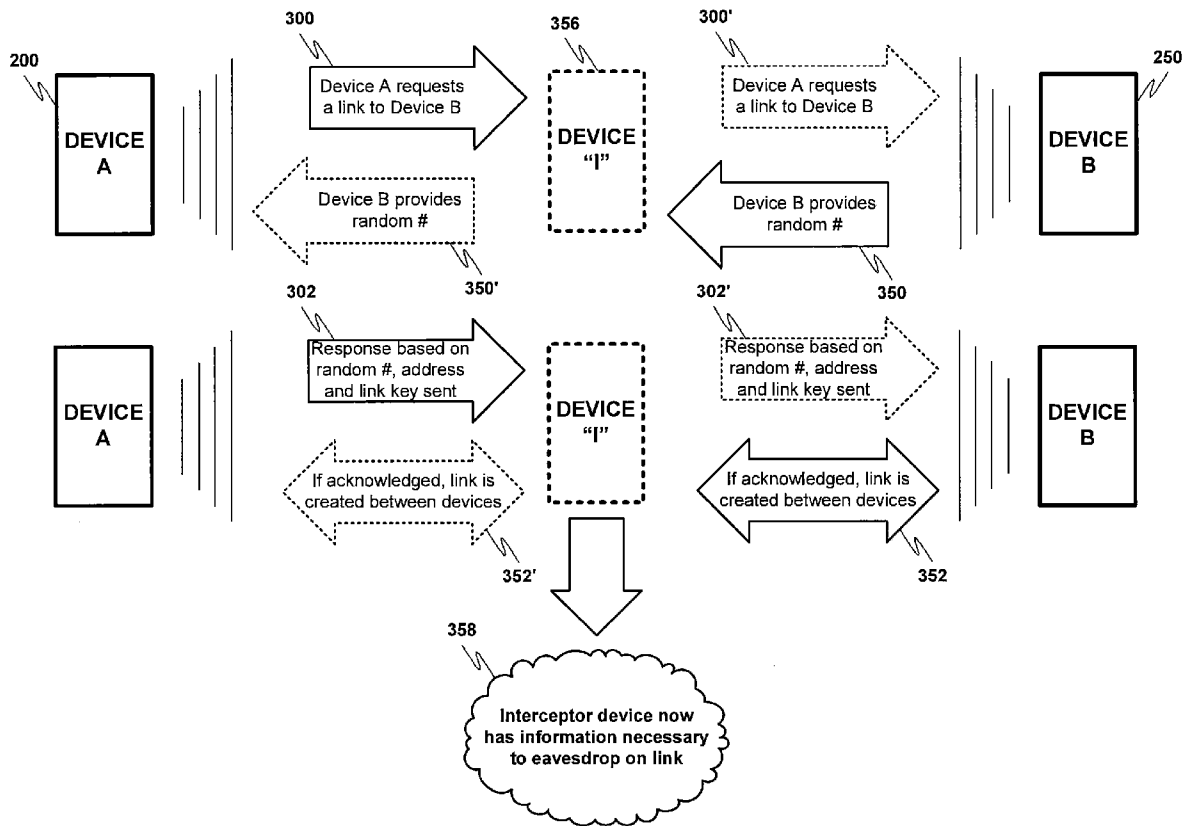 300
356
300'
200
250
Device A requests
a link to Device B
Device A requests
a link to Device B
DEVICE
A
DEVICE
"I"
DEVICE
B
Device B provides
random #
Device B provides
random #
350'
350
302
302'
Response based on
random #, address
and link key sent
Response based on
random #, address
and link key sent
DEVICE
A
DEVICE
"I"
DEVICE
B
If acknowledged, link is
created between devices
If acknowledged, link is
created between devices
352'
352
358
Interceptor device now
has information necessary
to eavesdrop on link